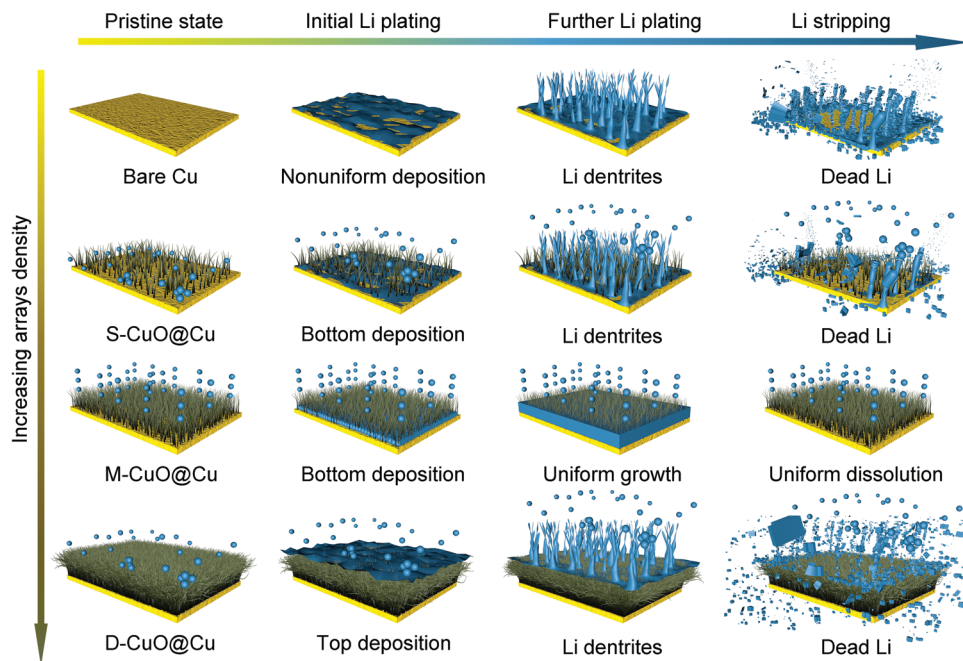 Pristine state
Initial Li plating
Further Li plating
Li stripping
Increasing arrays density
Bare Cu
Nonuniform deposition
Li dentrites
Dead Li
S-CuO@Cu
Bottom deposition
Li dentrites
Dead Li
M-CuO@Cu
Bottom deposition
Uniform growth
Uniform dissolution
D-CuO@Cu
Top deposition
Li dentrites
Dead Li